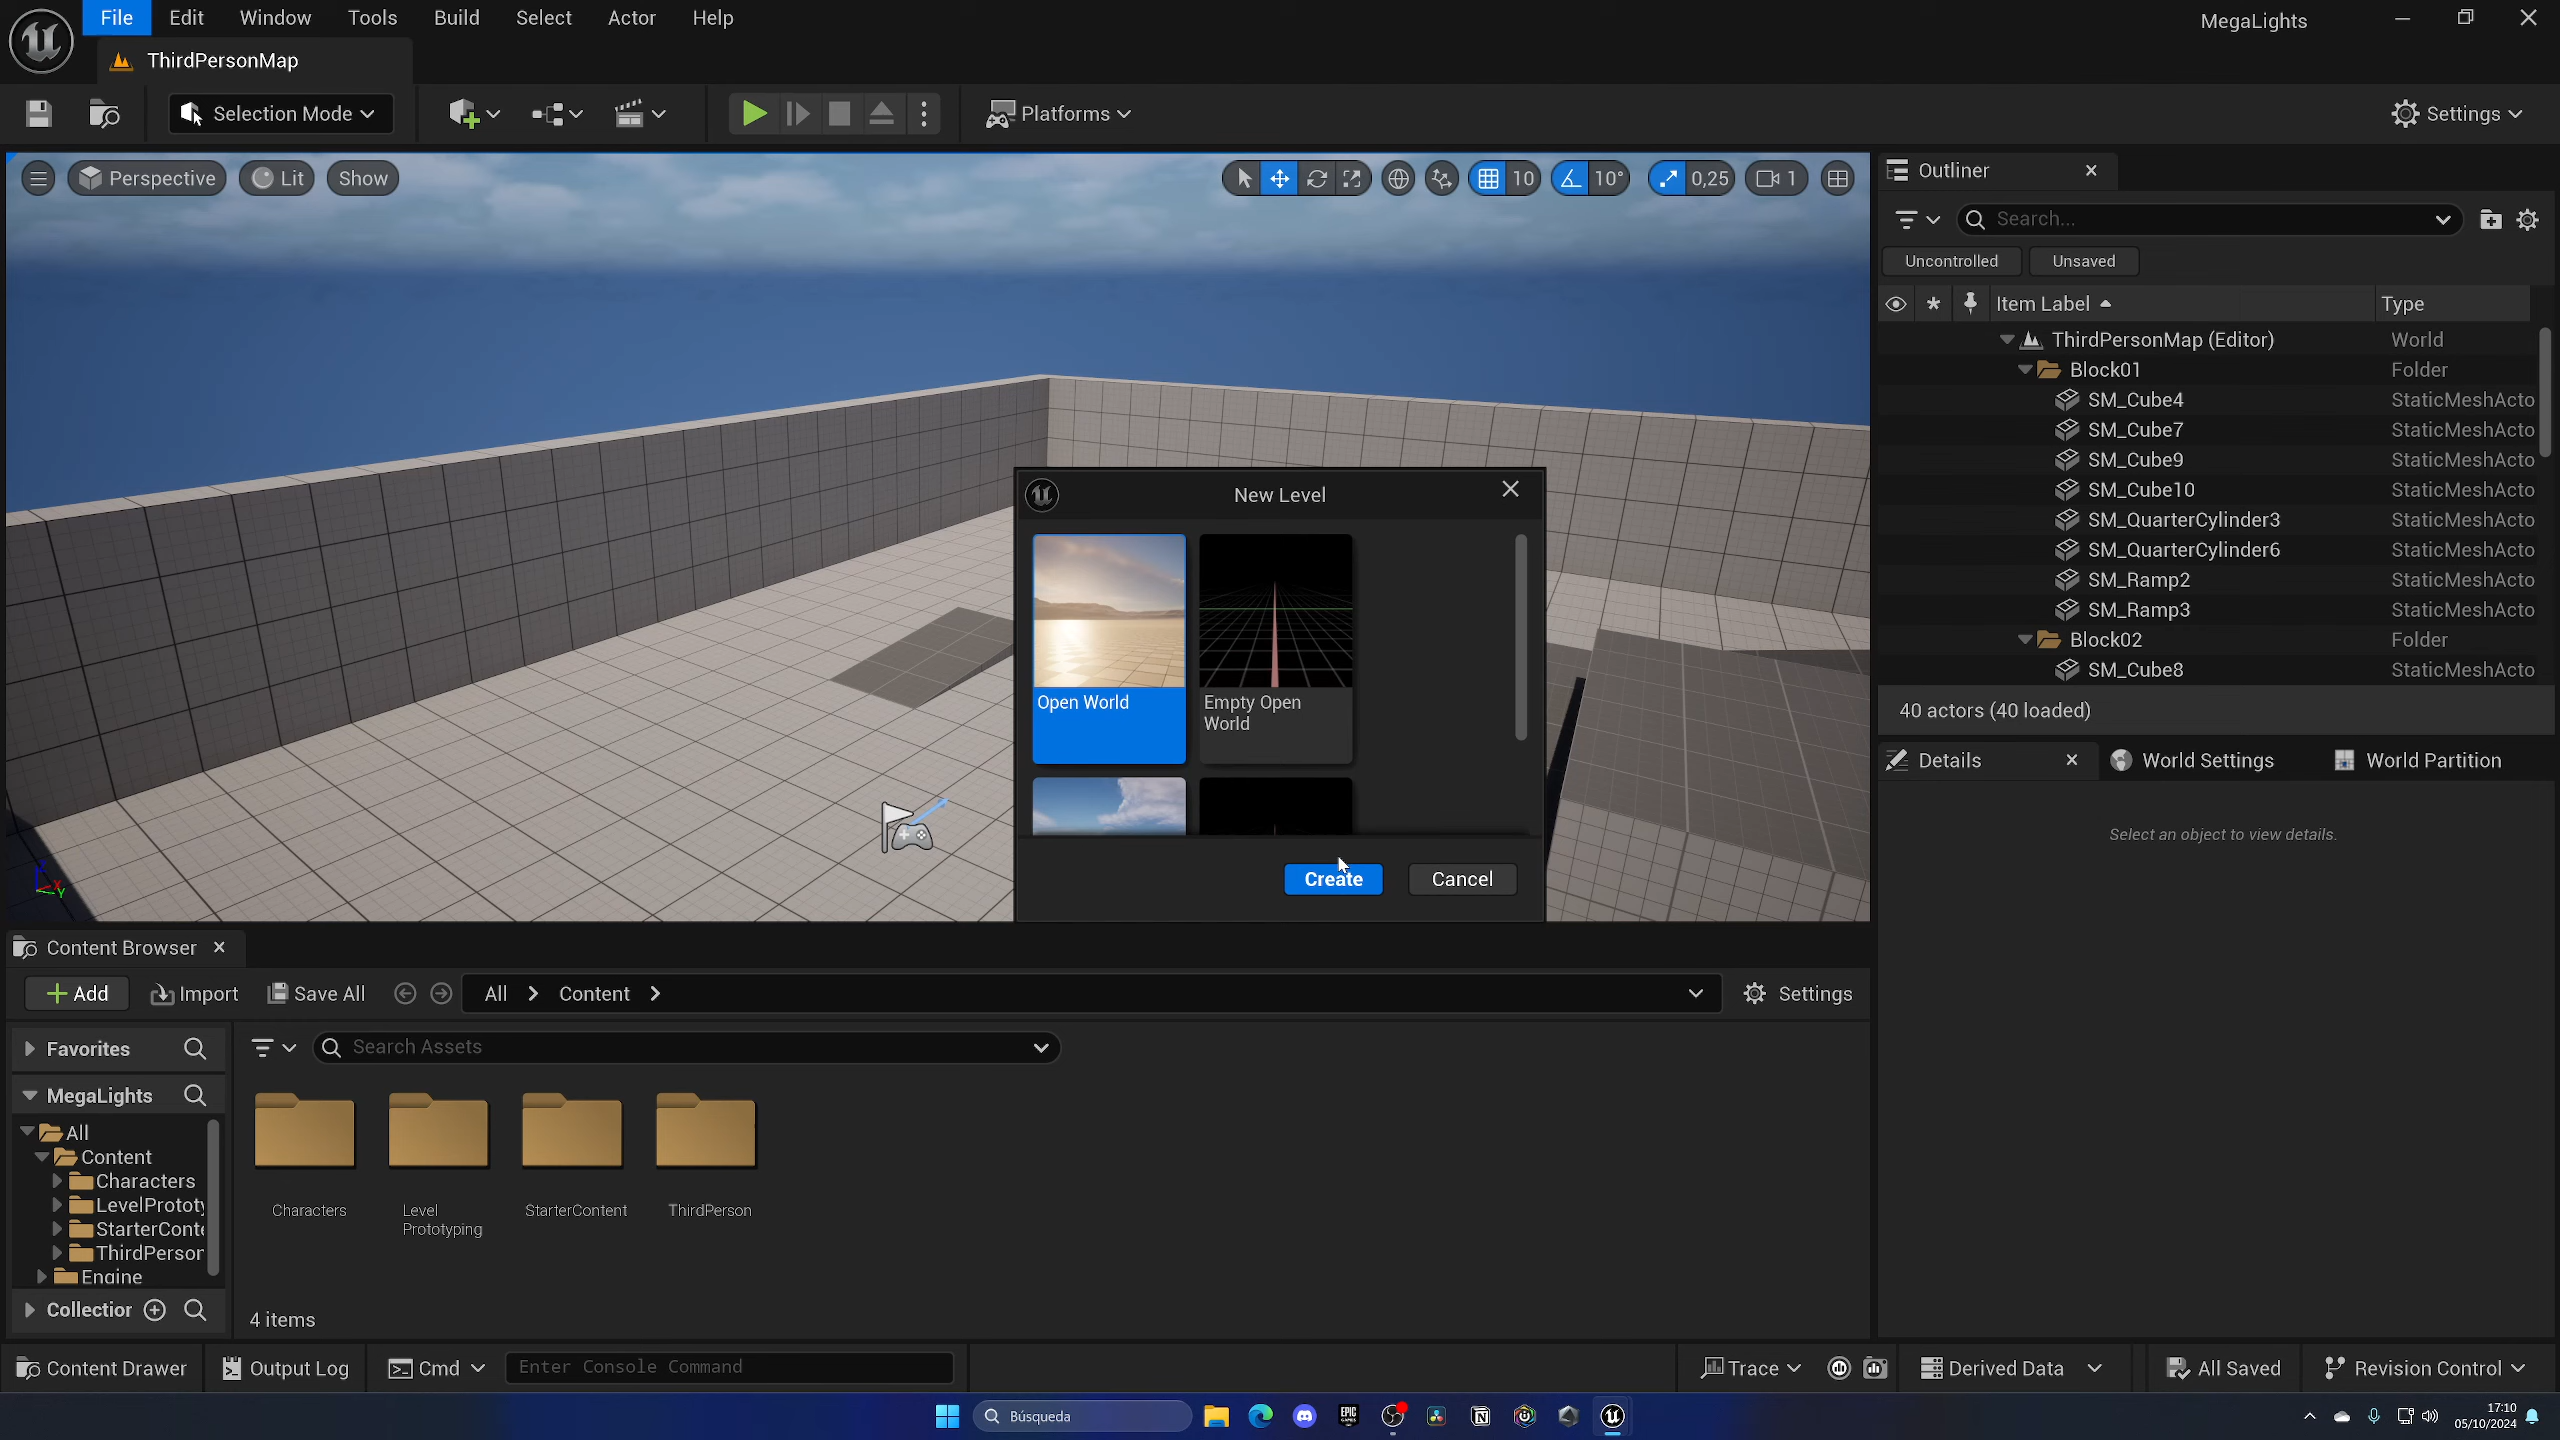 File Edit Window Tools Build Select Actor Help
MegaLights
ThirdPersonMap
Selection Mode
Platforms
Settings
Perspective
Lit
Show
10
10°
0,25
1
Outliner
Search...
Uncontrolled
Unsaved
Item Label
Type
ThirdPersonMap (Editor) World
Block01 Folder
SM_Cube4 StaticMeshActo
SM_Cube7 StaticMeshActo
SM_Cube9 StaticMeshActo
SM_Cube10 StaticMeshActo
SM_QuarterCylinder3 StaticMeshActo
SM_QuarterCylinder6 StaticMeshActo
SM_Ramp2 StaticMeshActo
SM_Ramp3 StaticMeshActo
Block02 Folder
SM_Cube8 StaticMeshActo
40 actors (40 loaded)
Details
World Settings
World Partition
Select an object to view details.
New Level
Open World
Empty Open
World
Create
Cancel
Content Browser
Add
Import
Save All
All
Content
Settings
Favorites
Search Assets
MegaLights
All
Content
Characters
LevelPrototy
StarterConte
ThirdPerson
Engine
Collection
Characters
Level
Prototyping
StarterContent
ThirdPerson
4 items
Content Drawer
Output Log
Cmd
Enter Console Command
Trace
Derived Data
All Saved
Revision Control
Búsqueda
EPIC
GAMES
17:10
05/10/2024
X
Y